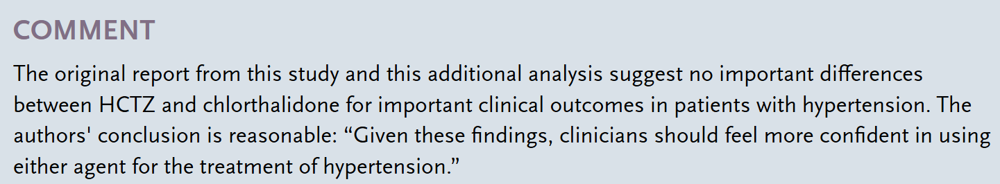 COMMENT
The original report from this study and this additional analysis suggest no important differences
between HCTZ and chlorthalidone for important clinical outcomes in patients with hypertension. The
authors' conclusion is reasonable: “Given these findings, clinicians should feel more confident in using
either agent for the treatment of hypertension.”